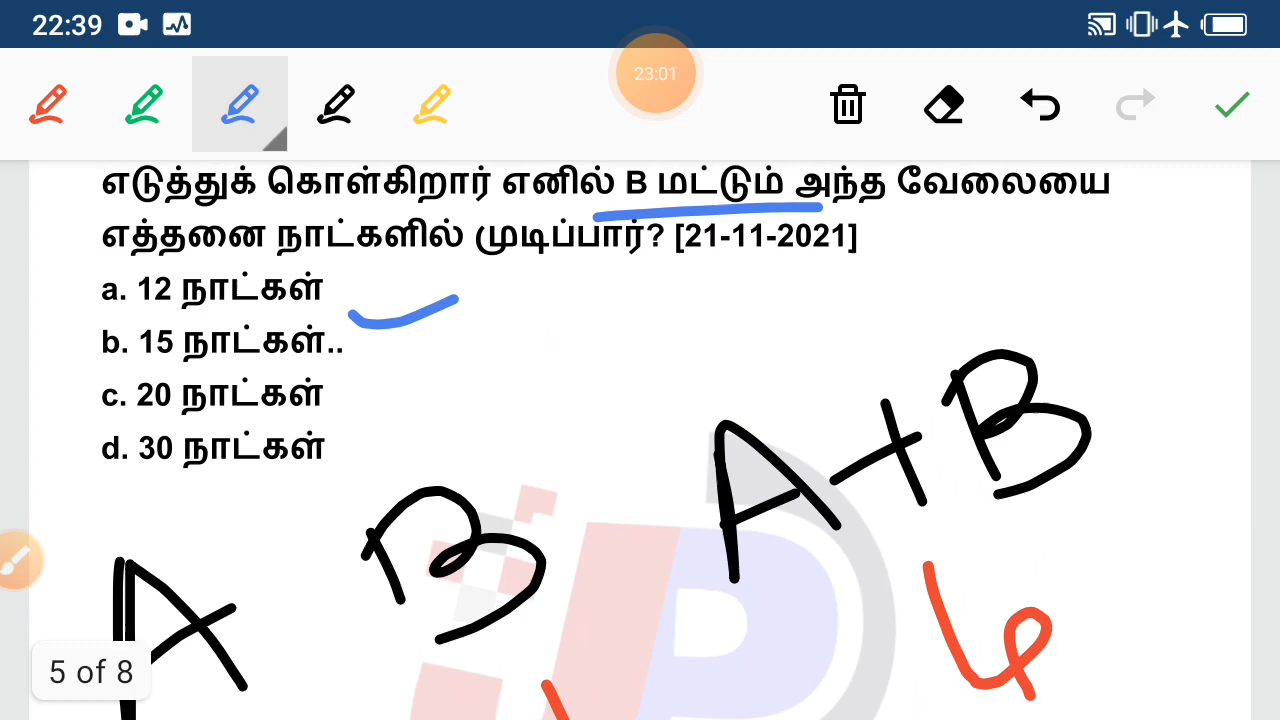 22:39
23:01
எடுத்துக் கொள்கிறார் எனில் B மட்டும் அந்த வேலையை
எத்தனை நாட்களில் முடிப்பார்? [21-11-2021]
a. 12 நாட்கள்
b. 15 நாட்கள்..
c. 20 நாட்கள்
d. 30 நாட்கள்
A B A+B
6
5 of 8